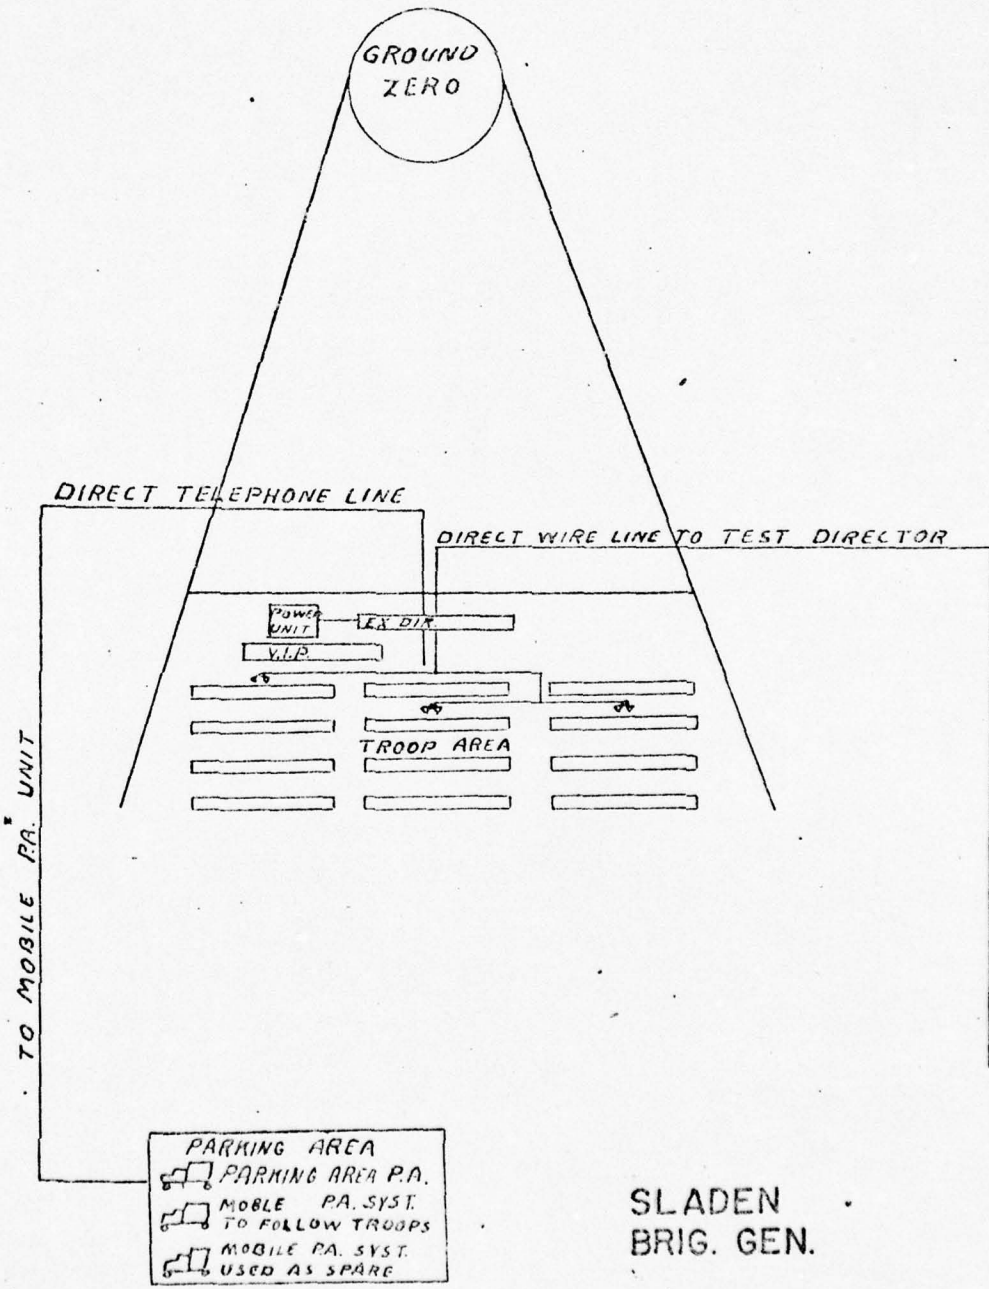 GROUND
ZERO
DIRECT TELEPHONE LINE
DIRECT WIRE LINE TO TEST DIRECTOR
POWER
UNIT
EX DIR.
V.I.P.
TROOP AREA
TO MOBILE P.A. UNIT
PARKING AREA
PARKING AREA P.A.
MOBLE P.A. SYST.
TO FOLLOW TROOPS
MOBILE P.A. SYST.
USED AS SPARE
SLADEN
BRIG. GEN.